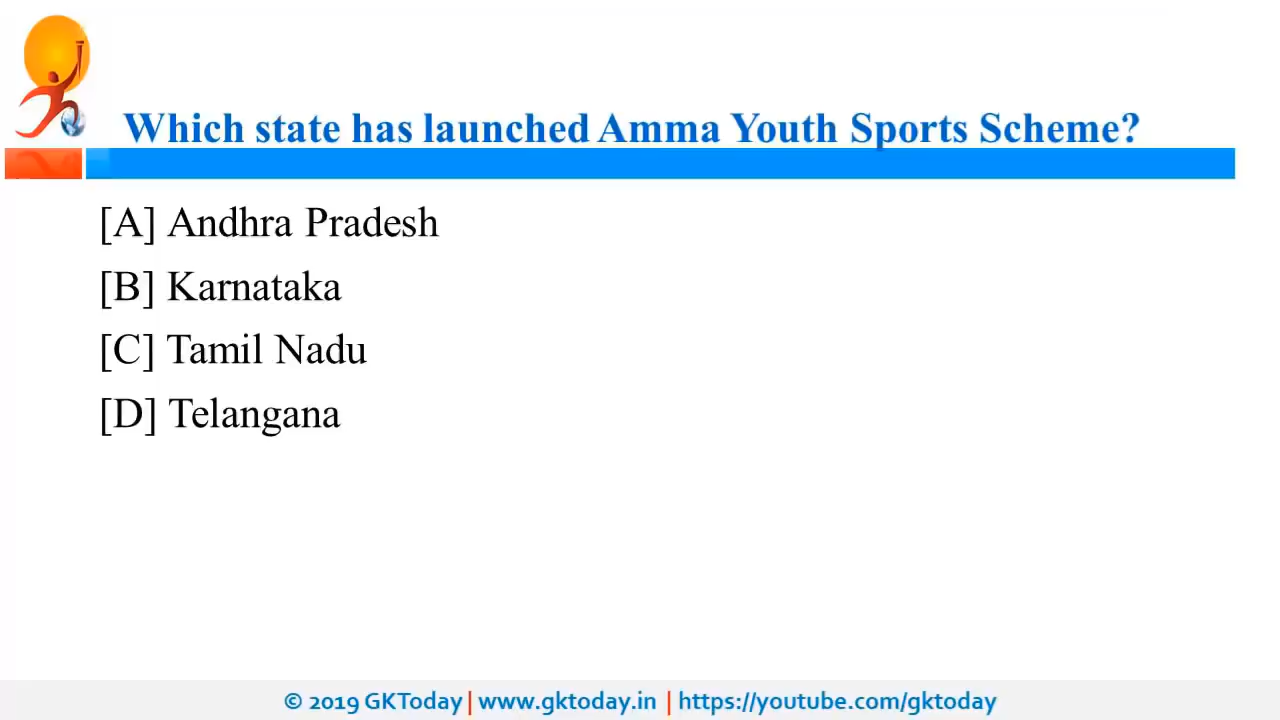 Which state has launched Amma Youth Sports Scheme?
[A] Andhra Pradesh
[B] Karnataka
[C] Tamil Nadu
[D] Telangana
© 2019 GKToday | www.gktoday.in | https://youtube.com/gktoday